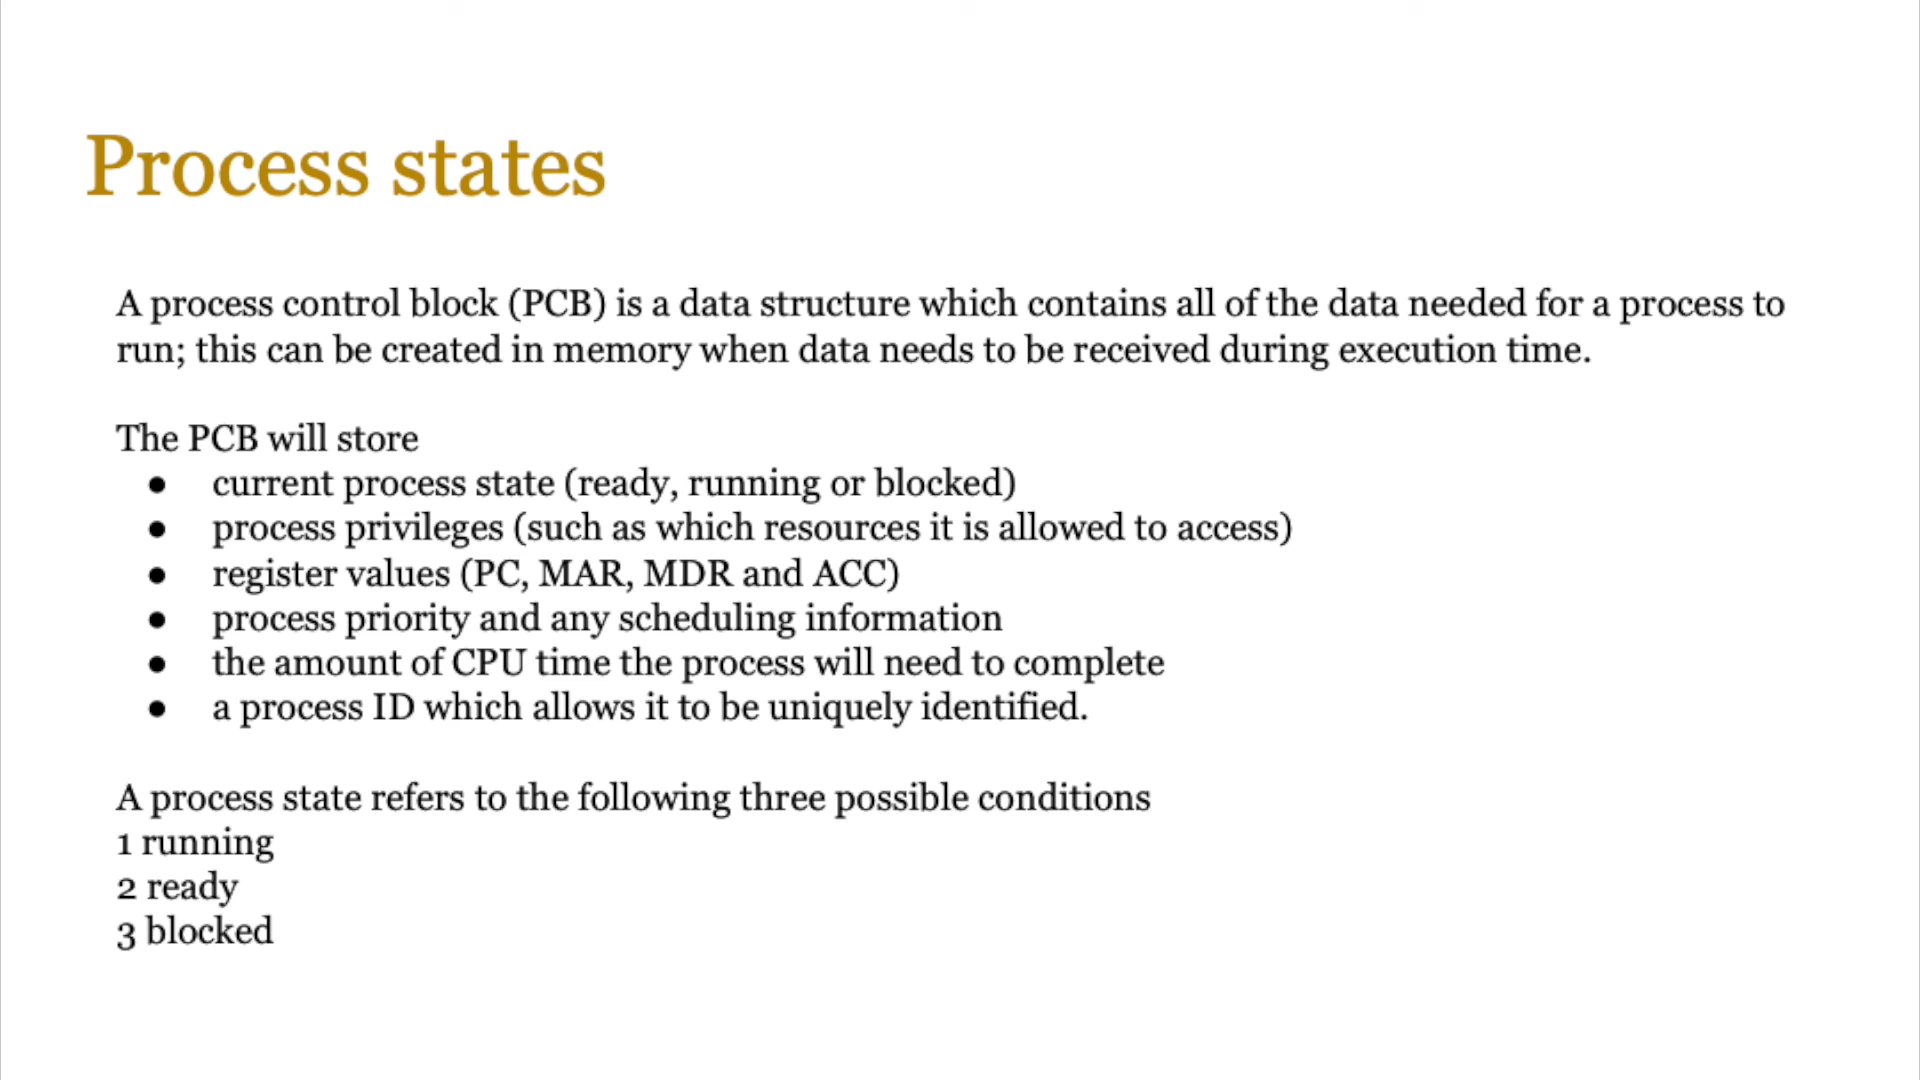 Process states
A process control block (PCB) is a data structure which contains all of the data needed for a process to
run; this can be created in memory when data needs to be received during execution time.
The PCB will store
● current process state (ready, running or blocked)
● process privileges (such as which resources it is allowed to access)
● register values (PC, MAR, MDR and ACC)
● process priority and any scheduling information
● the amount of CPU time the process will need to complete
● a process ID which allows it to be uniquely identified.
A process state refers to the following three possible conditions
1 running
2 ready
3 blocked